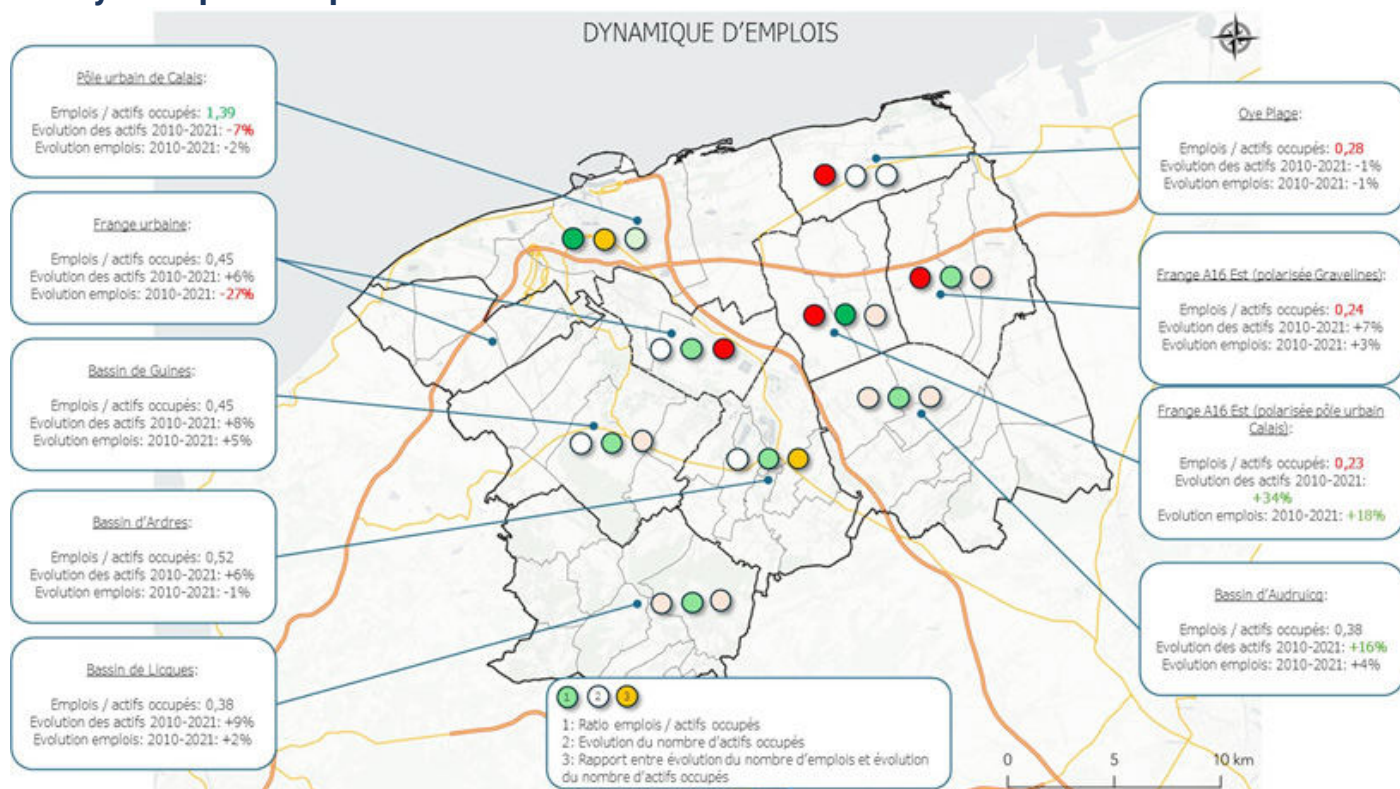 DYNAMIQUE D'EMPLOIS
Pôle urbain de Calais:
Emplois / actifs occupés: 1,39
Evolution des actifs 2010-2021: -7%
Evolution emplois: 2010-2021: -2%
Frange urbaine:
Emplois / actifs occupés: 0,45
Evolution des actifs 2010-2021: +6%
Evolution emplois: 2010-2021: -27%
Bassin de Guines:
Emplois / actifs occupés: 0,45
Evolution des actifs 2010-2021: +8%
Evolution emplois: 2010-2021: +5%
Bassin d'Ardres:
Emplois / actifs occupés: 0,52
Evolution des actifs 2010-2021: +6%
Evolution emplois: 2010-2021: -1%
Bassin de Licques:
Emplois / actifs occupés: 0,38
Evolution des actifs 2010-2021: +9%
Evolution emplois: 2010-2021: +2%
Oye Plage:
Emplois / actifs occupés: 0,28
Evolution des actifs 2010-2021: -1%
Evolution emplois: 2010-2021: -1%
Frange A16 Est (polarisée Gravelines):
Emplois / actifs occupés: 0,24
Evolution des actifs 2010-2021: +7%
Evolution emplois: 2010-2021: +3%
Frange A16 Est (polarisée pôle urbain
Calais):
Emplois / actifs occupés: 0,23
Evolution des actifs 2010-2021:
+34%
Evolution emplois: 2010-2021: +18%
Bassin d'Audruicq:
Emplois / actifs occupés: 0,38
Evolution des actifs 2010-2021: +16%
Evolution emplois: 2010-2021: +4%
1 2 3
1: Ratio emplois / actifs occupés
2: Evolution du nombre d'actifs occupés
3: Rapport entre évolution du nombre d'emplois et évolution
du nombre d'actifs occupés
0 5 10 km